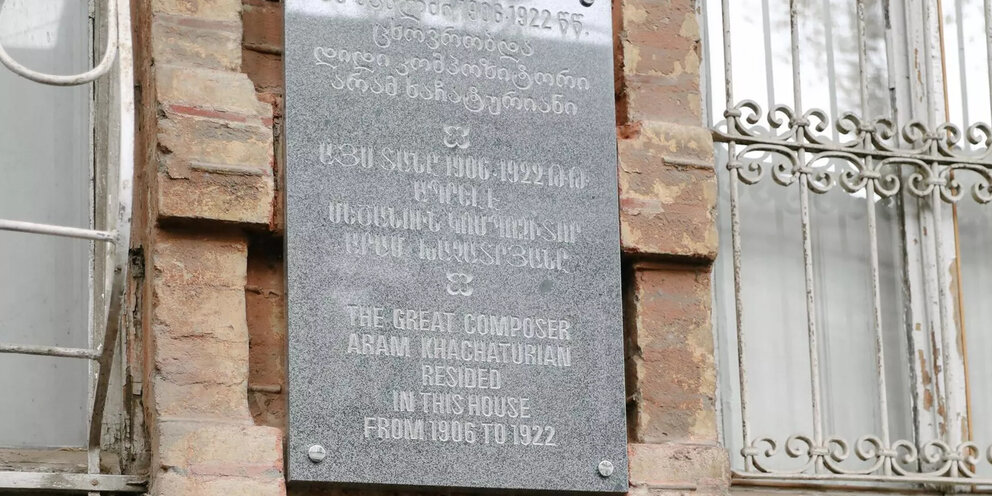 1906-1922 წწ.
ცხოვრობდა
დიდი კომპოზიტორი
არამ ხაჩატურიანი
ԱՅՍ ՏԱՆԸ 1906-1922 Թ.Թ
ԱՊՐԵԼ Է
ՄԵԾԱՆՈՒՆ ԿՈՄՊՈԶԻՏՈՐ
ԱՐԱՄ ԽԱՉԱՏՐՅԱՆԸ
THE GREAT COMPOSER
ARAM KHACHATURIAN
RESIDED
IN THIS HOUSE
FROM 1906 TO 1922